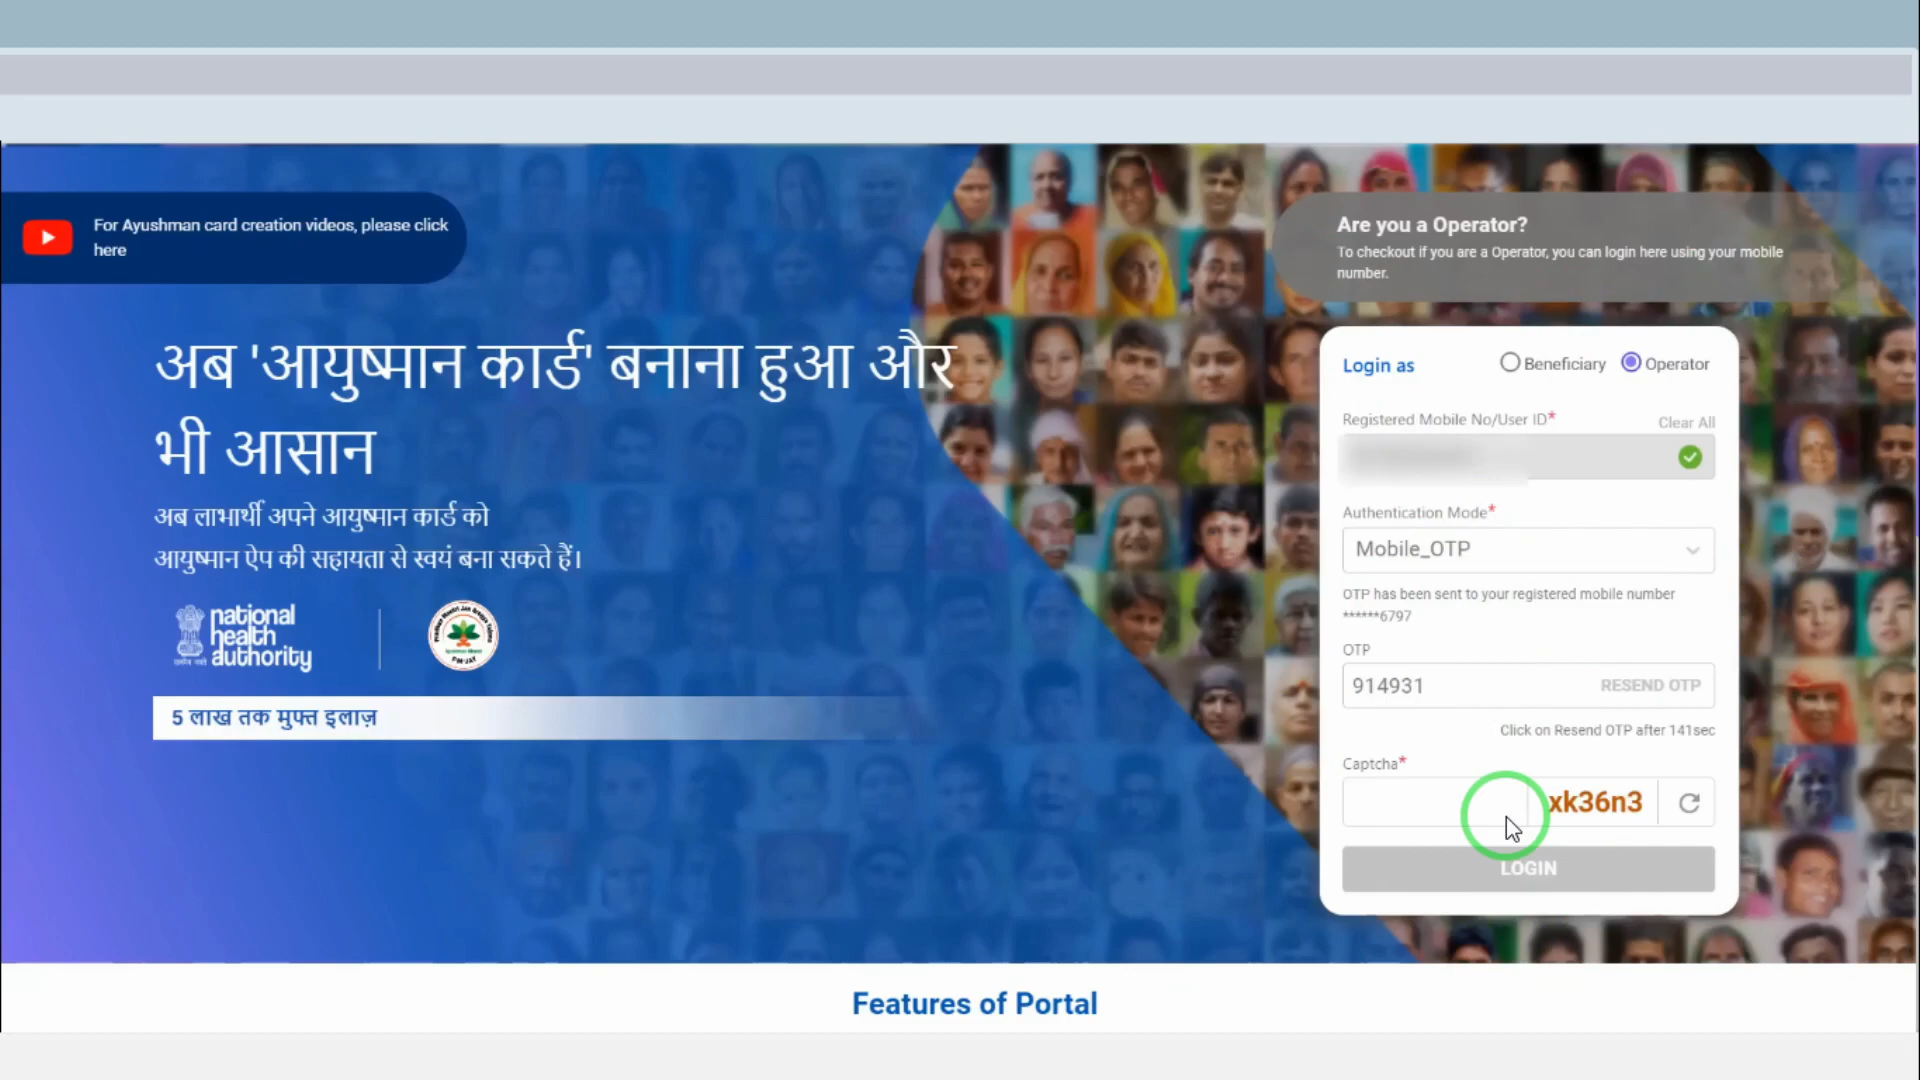 For Ayushman card creation videos, please click
here
अब 'आयुष्मान कार्ड' बनाना हुआ और
भी आसान
अब लाभार्थी अपने आयुष्मान कार्ड को
आयुष्मान ऐप की सहायता से स्वयं बना सकते हैं।
national
health
authority
PM-JAY
5 लाख तक मुफ्त इलाज़
Are you a Operator?
To checkout if you are a Operator, you can login here using your mobile
number.
Login as
Beneficiary
Operator
Registered Mobile No/User ID*
Clear All
Authentication Mode*
Mobile_OTP
OTP has been sent to your registered mobile number
******6797
OTP
914931
RESEND OTP
Click on Resend OTP after 141sec
Captcha*
xk36n3
LOGIN
Features of Portal